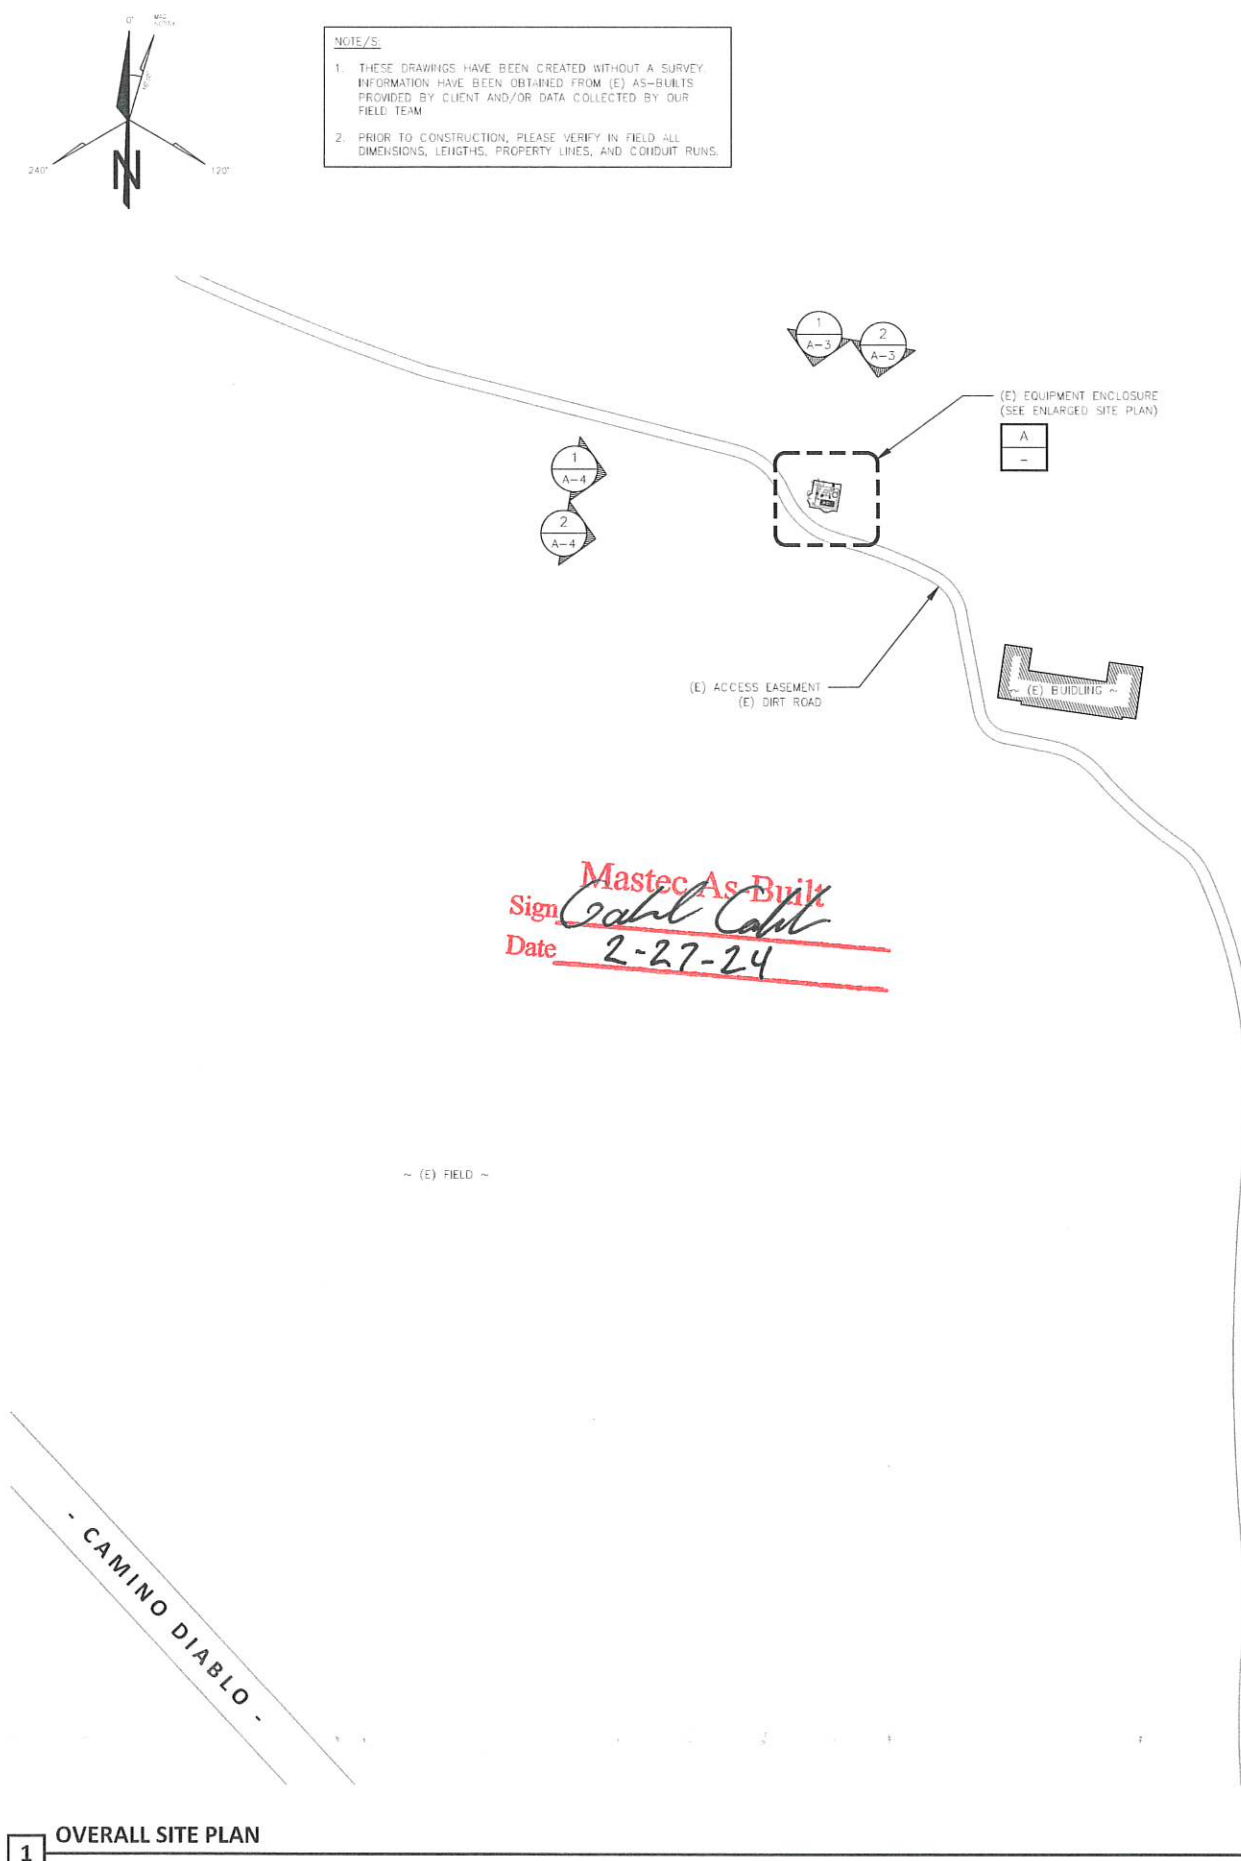 0°
240°
120°
N
NOTE/S:
1. THESE DRAWINGS HAVE BEEN CREATED WITHOUT A SURVEY.
INFORMATION HAVE BEEN OBTAINED FROM (E) AS-BUILTS
PROVIDED BY CLIENT AND/OR DATA COLLECTED BY OUR
FIELD TEAM
2. PRIOR TO CONSTRUCTION, PLEASE VERIFY IN FIELD ALL
DIMENSIONS, LENGTHS, PROPERTY LINES, AND CONDUIT RUNS.
1
A-3
2
A-3
(E) EQUIPMENT ENCLOSURE
(SEE ENLARGED SITE PLAN)
A
-
1
A-4
2
A-4
(E) ACCESS EASEMENT
(E) DIRT ROAD
~ (E) BUIDLING ~
Mastec As-Built
Sign
Date 2-27-24
~ (E) FIELD ~
- CAMINO DIABLO -
OVERALL SITE PLAN
1